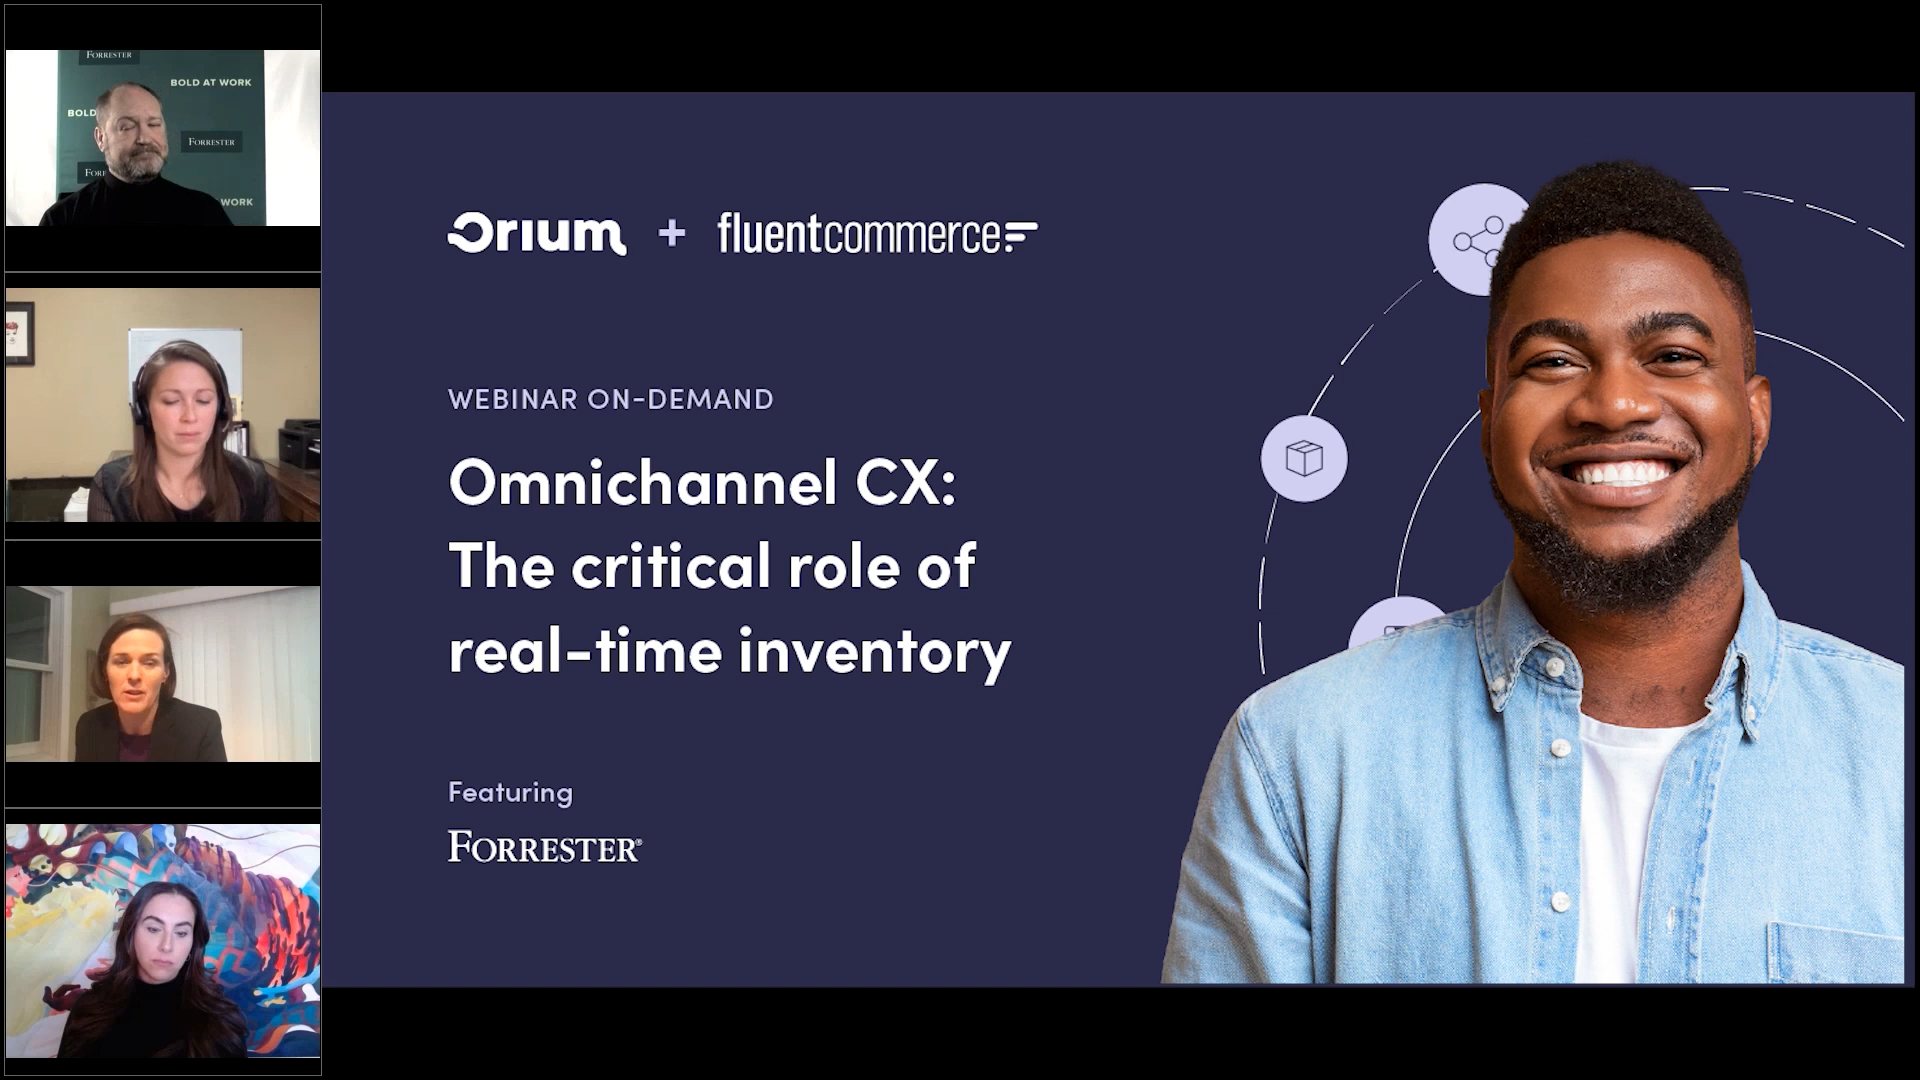 FORRESTER
BOLD AT WORK
BOLD
FORRESTER
FORR
WORK
Orium + fluentcommerce
WEBINAR ON-DEMAND
Omnichannel CX:
The critical role of
real-time inventory
Featuring
FORRESTER®